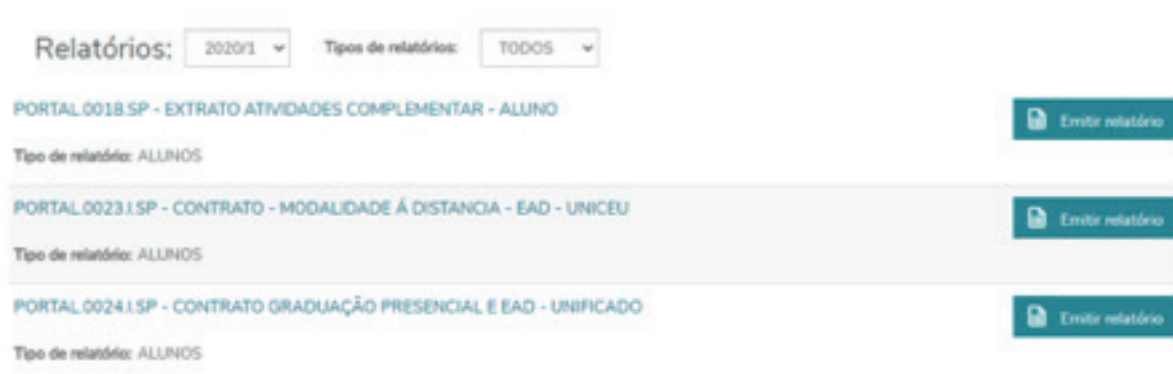 Relatórios: 2020/1 Tipos de relatórios: TODOS
PORTAL.0018.SP - EXTRATO ATIVIDADES COMPLEMENTAR - ALUNO
Emitir relatório
Tipo de relatório: ALUNOS
PORTAL.0023.I.SP - CONTRATO - MODALIDADE Á DISTANCIA - EAD - UNICEU
Emitir relatório
Tipo de relatório: ALUNOS
PORTAL.0024.I.SP - CONTRATO GRADUAÇÃO PRESENCIAL E EAD - UNIFICADO
Emitir relatório
Tipo de relatório: ALUNOS